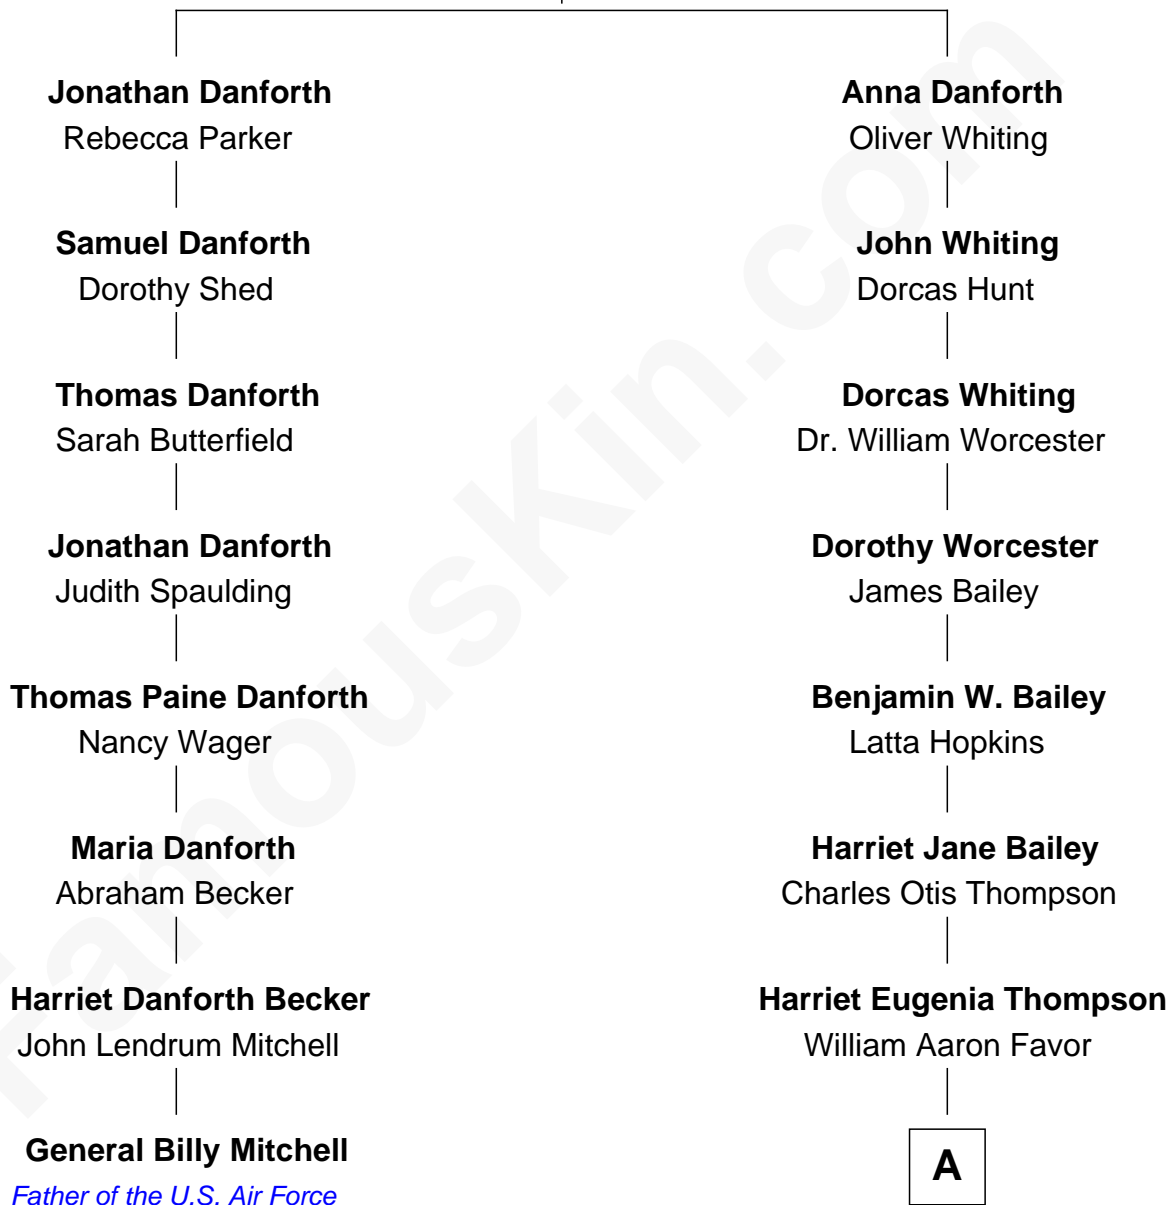 Jonathan Danforth
Rebecca Parker
Samuel Danforth
Dorothy Shed
Thomas Danforth
Sarah Butterfield
Jonathan Danforth
Judith Spaulding
Thomas Paine Danforth
Nancy Wager
Maria Danforth
Abraham Becker
Harriet Danforth Becker
John Lendrum Mitchell
General Billy Mitchell
Father of the U.S. Air Force
Anna Danforth
Oliver Whiting
John Whiting
Dorcas Hunt
Dorcas Whiting
Dr. William Worcester
Dorothy Worcester
James Bailey
Benjamin W. Bailey
Latta Hopkins
Harriet Jane Bailey
Charles Otis Thompson
Harriet Eugenia Thompson
William Aaron Favor
A
FamousKin.com